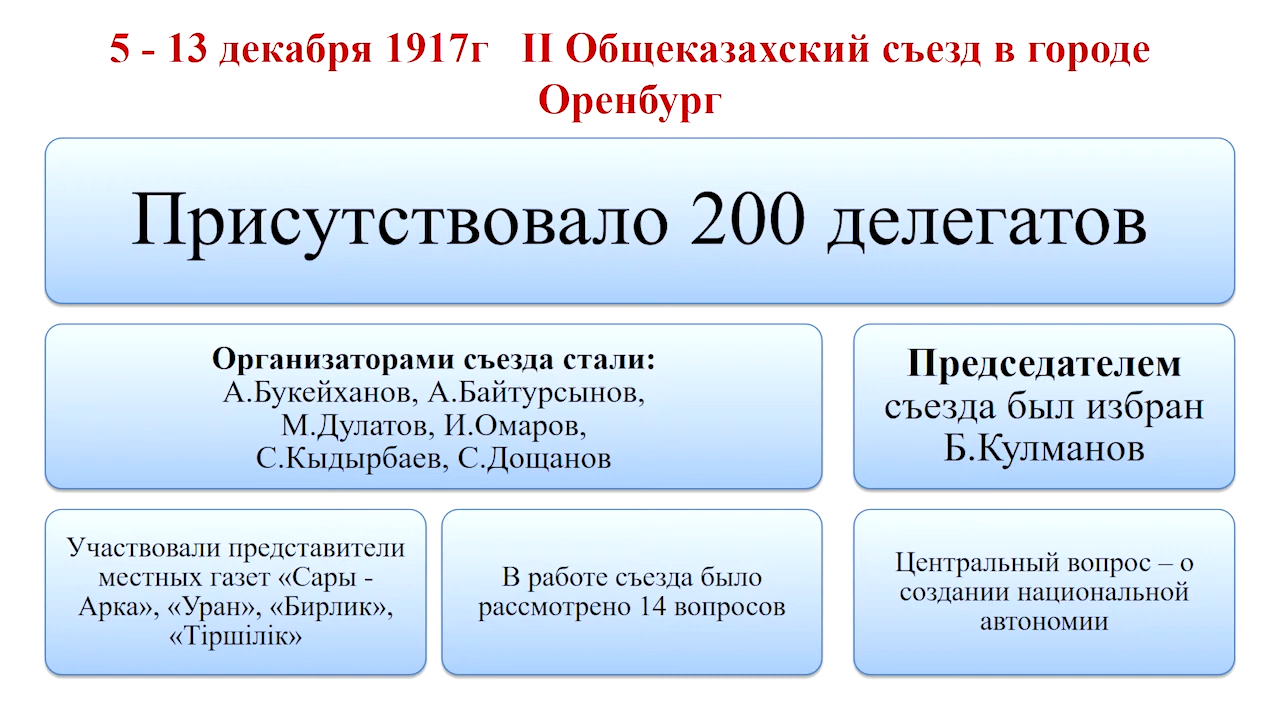 5 - 13 декабря 1917г   II Общеказахский съезд в городе
Оренбург
Присутствовало 200 делегатов
Организаторами съезда стали:
А.Букейханов, А.Байтурсынов,
М.Дулатов, И.Омаров,
С.Кыдырбаев, С.Дощанов
Председателем
съезда был избран
Б.Кулманов
Участвовали представители
местных газет «Сары -
Арка», «Уран», «Бирлик»,
«Тіршілік»
В работе съезда было
рассмотрено 14 вопросов
Центральный вопрос – о
создании национальной
автономии